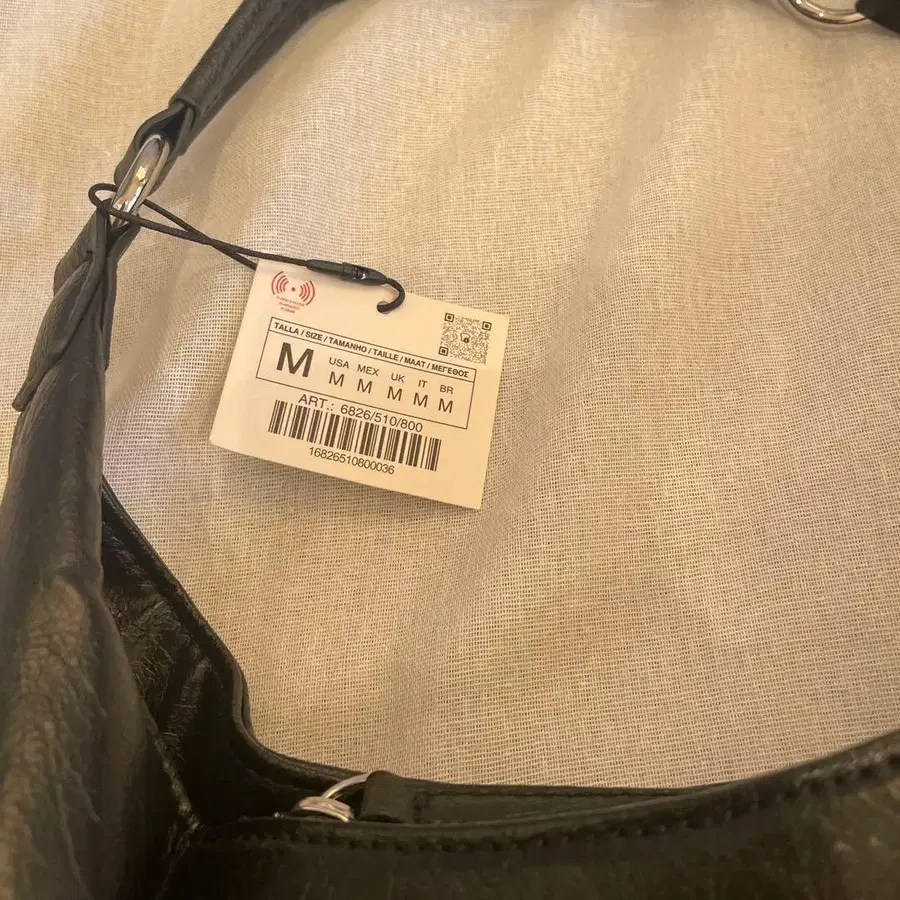 TALLA / SIZE / TAMANHO / TAILLE / MAAT / ΜΕΓΕΘΟΣ
M
USA MEX UK IT BR
M M M M M
ART.: 6826/510/800
16826510800036